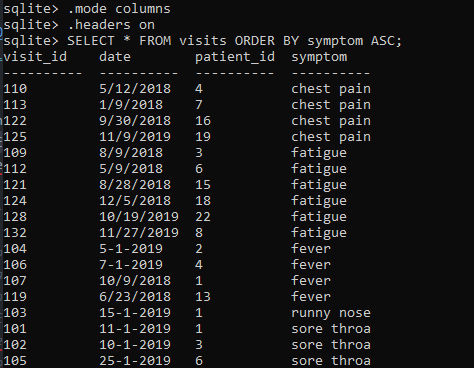 sqlite> .mode columns
sqlite> .headers on
sqlite> SELECT * FROM visits ORDER BY symptom ASC;
visit_id    date        patient_id  symptom
----------  ----------  ----------  ----------
110         5/12/2018   4           chest pain
113         1/9/2018    7           chest pain
122         9/30/2018   16          chest pain
125         11/9/2019   19          chest pain
109         8/9/2018    3           fatigue
112         5/9/2018    6           fatigue
121         8/28/2018   15          fatigue
124         12/5/2018   18          fatigue
128         10/19/2019  22          fatigue
132         11/27/2019  8           fatigue
104         5-1-2019    2           fever
106         7-1-2019    4           fever
107         10/9/2018   1           fever
119         6/23/2018   13          fever
103         15-1-2019   1           runny nose
101         11-1-2019   1           sore throa
102         10-1-2019   3           sore throa
105         25-1-2019   6           sore throa